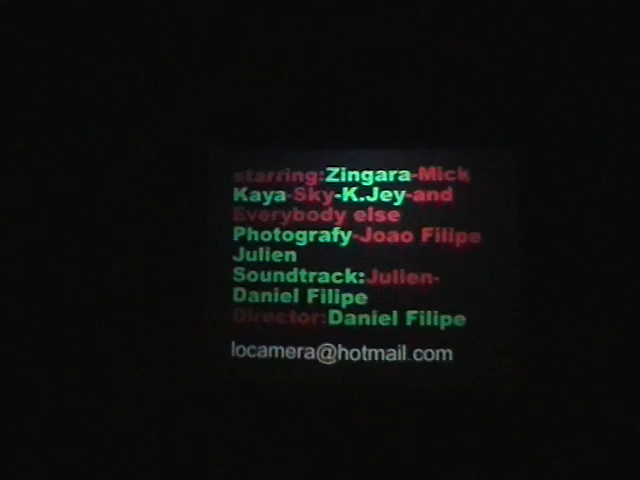 starring:Zingara-Mick
Kaya-Sky-K.Jey-and
Everybody else
Photografy-Joao Filipe
Julien
Soundtrack:Julien-
Daniel Filipe
Director:Daniel Filipe
locamera@hotmail.com